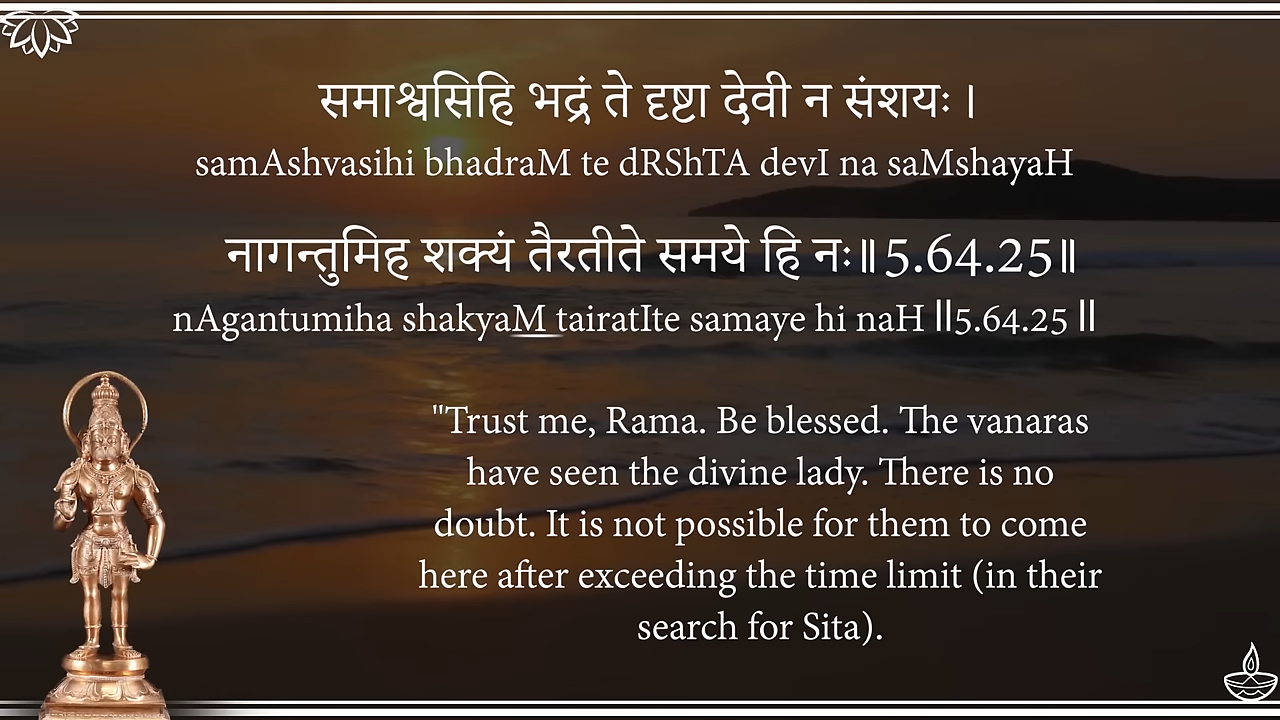 समाश्वसिहि भद्रं ते दृष्टा देवी न संशयः ।
samAshvasihi bhadraM te dRShTA devI na saMshayaH
नागन्तुमिह शक्यं तैरतीते समये हि नः॥5.64.25॥
nAgantumiha shakyaM tairatIte samaye hi naH ||5.64.25 ||
"Trust me, Rama. Be blessed. The vanaras
have seen the divine lady. There is no
doubt. It is not possible for them to come
here after exceeding the time limit (in their
search for Sita).